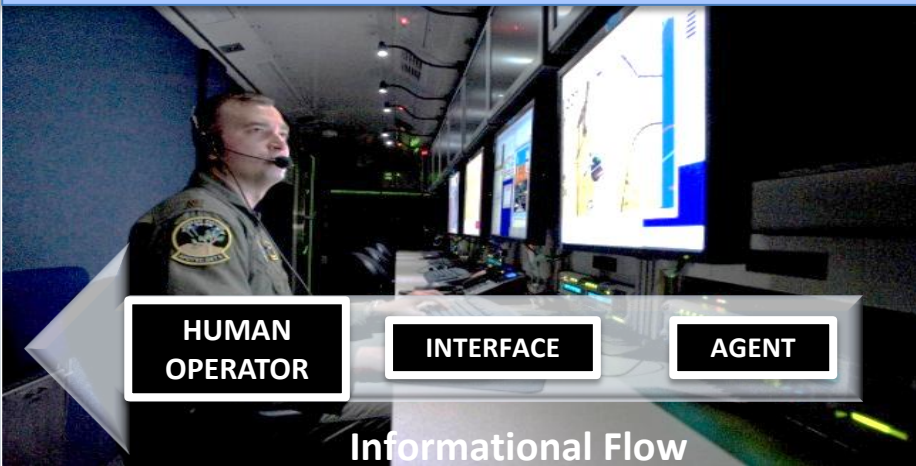 HUMAN
OPERATOR
INTERFACE
AGENT
Informational Flow